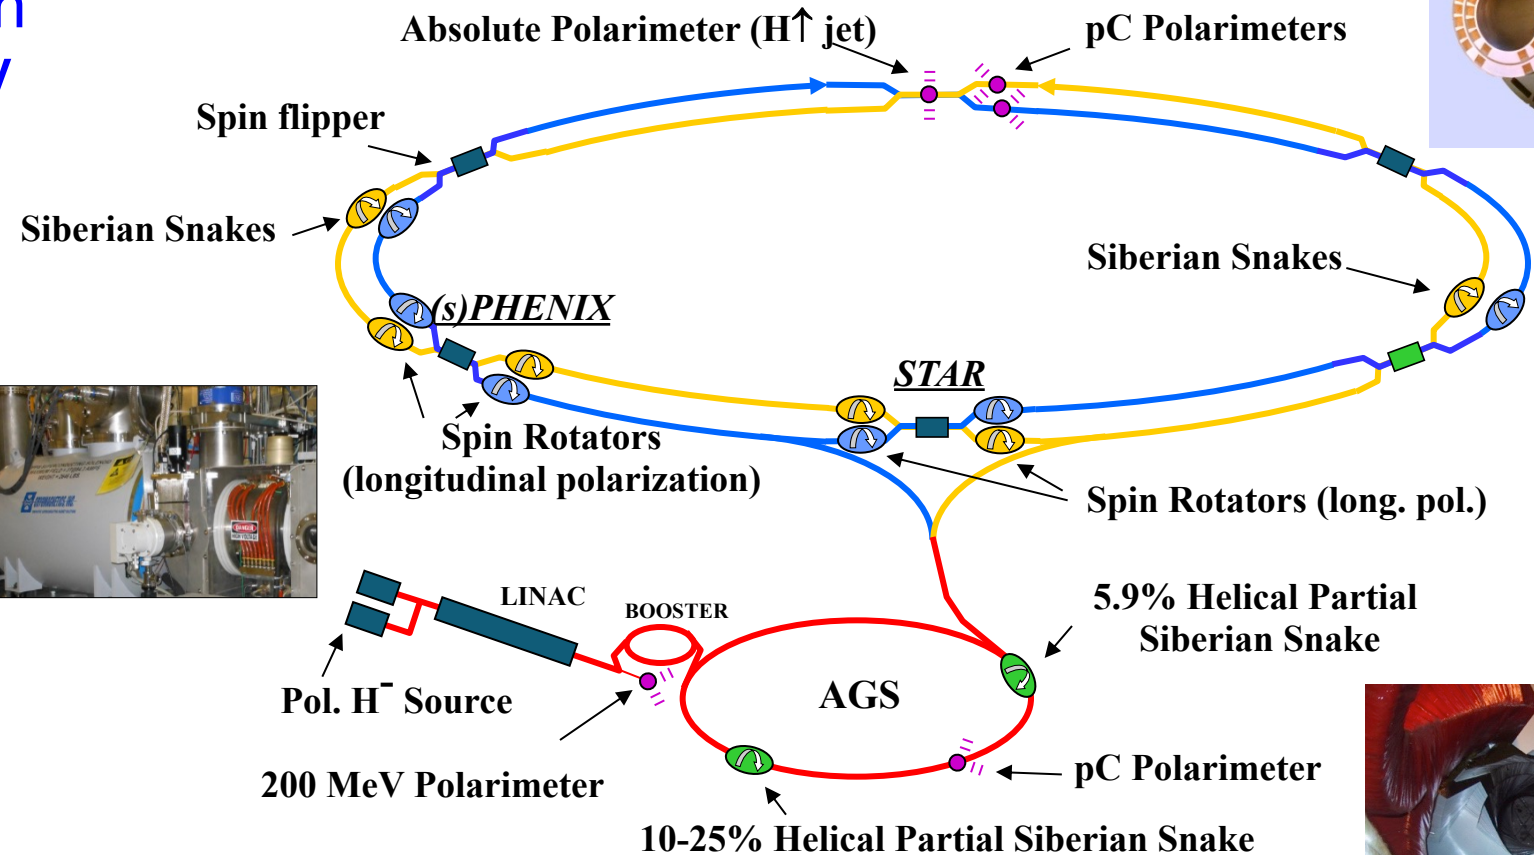 Absolute Polarimeter (H↑ jet)
pC Polarimeters
Spin flipper
Siberian Snakes
Siberian Snakes
(s)PHENIX
STAR
Spin Rotators
(longitudinal polarization)
Spin Rotators (long. pol.)
LINAC
BOOSTER
5.9% Helical Partial
Siberian Snake
Pol. H⁻ Source
AGS
200 MeV Polarimeter
pC Polarimeter
10-25% Helical Partial Siberian Snake
DANGER